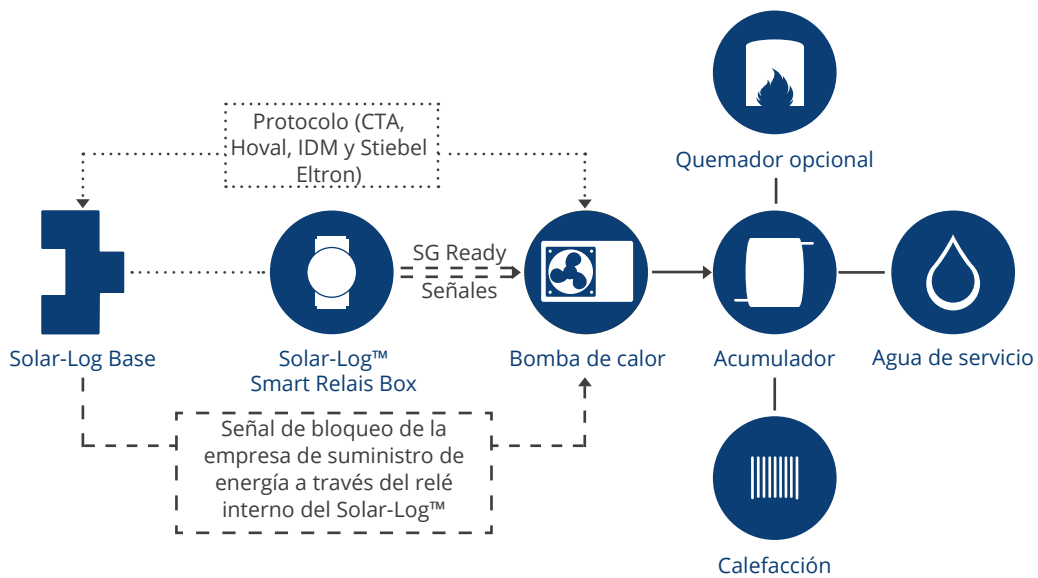 Protocolo (CTA,
Hoval, IDM y Stiebel
Eltron)
Quemador opcional
SG Ready
Señales
Solar-Log Base
Solar-Log™
Smart Relais Box
Bomba de calor
Acumulador
Agua de servicio
Señal de bloqueo de la
empresa de suministro de
energía a través del relé
interno del Solar-Log™
Calefacción